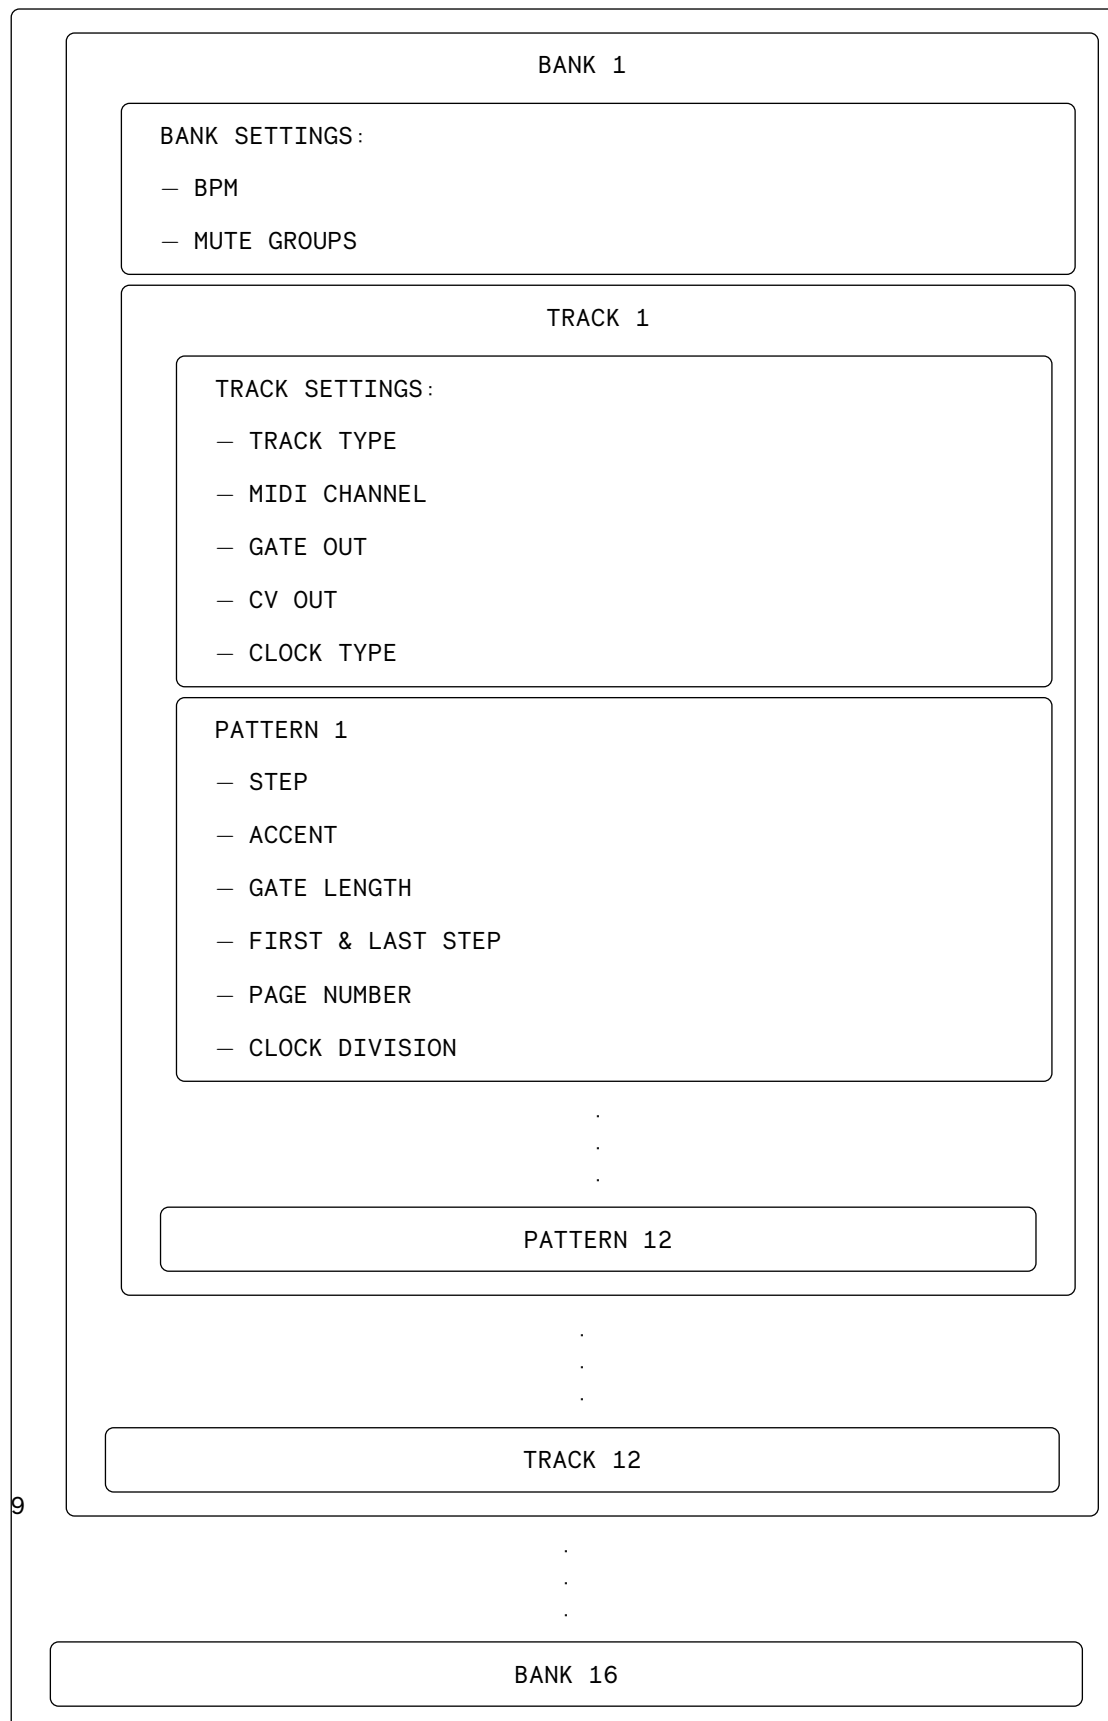 BANK 1
BANK SETTINGS:
— BPM
— MUTE GROUPS
TRACK 1
TRACK SETTINGS:
— TRACK TYPE
— MIDI CHANNEL
— GATE OUT
— CV OUT
— CLOCK TYPE
PATTERN 1
— STEP
— ACCENT
— GATE LENGTH
— FIRST & LAST STEP
— PAGE NUMBER
— CLOCK DIVISION
.
.
.
PATTERN 12
.
.
.
TRACK 12
9
.
.
.
BANK 16